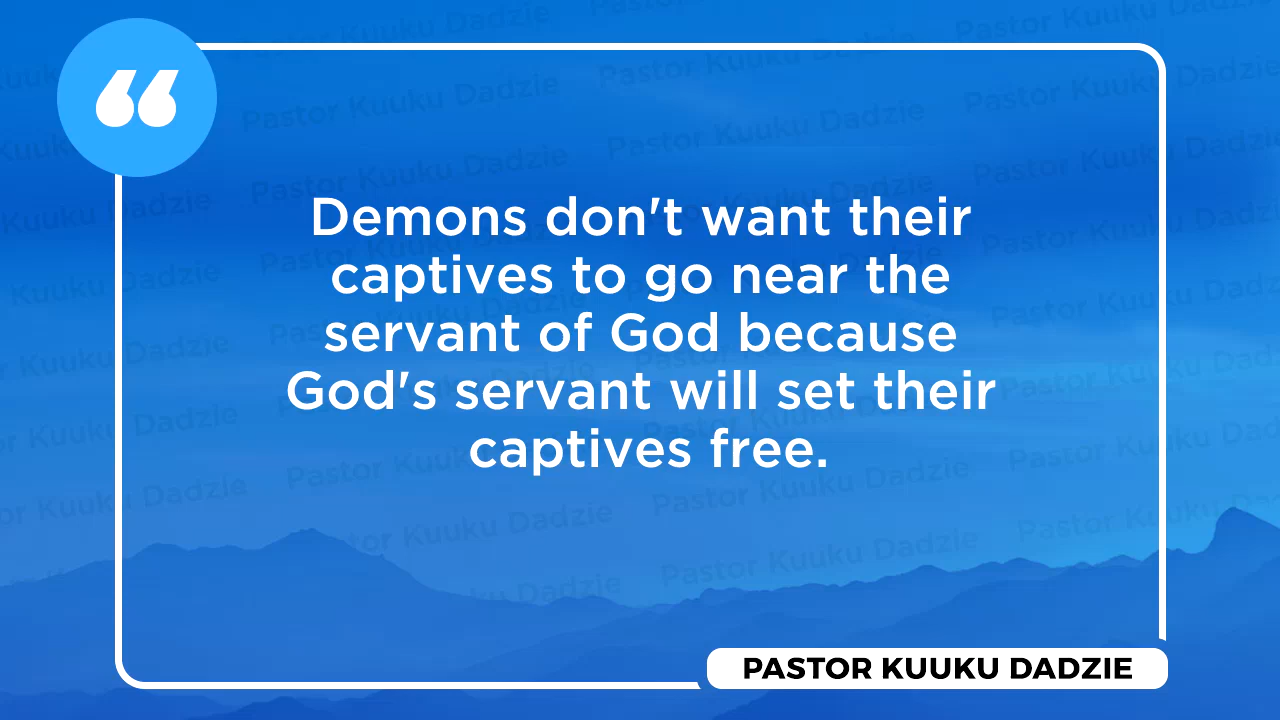 Demons don't want their
captives to go near the
servant of God because
God's servant will set their
captives free.
PASTOR KUUKU DADZIE